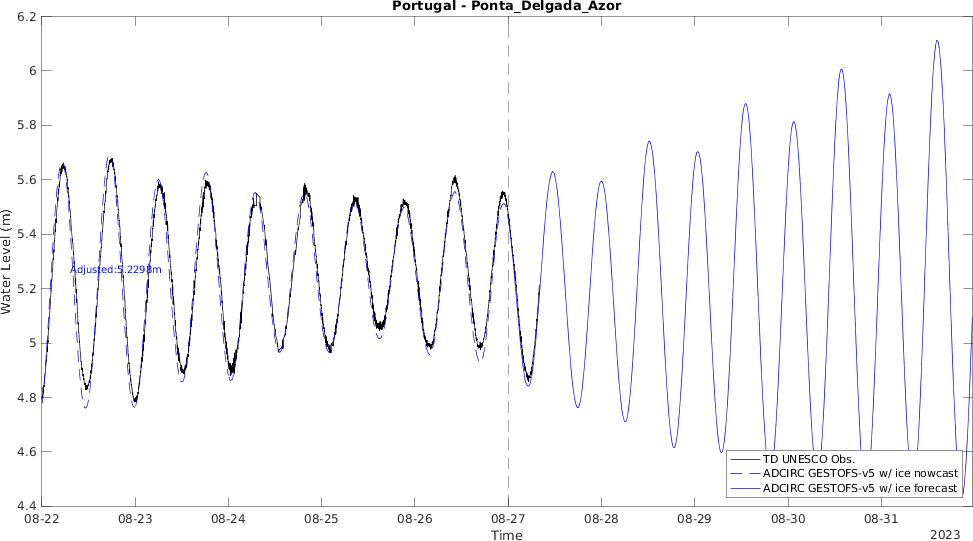 Portugal - Ponta_Delgada_Azor
6.2
6
5.8
5.6
5.4
5.2
5
4.8
4.6
4.4
Water Level (m)
Adjusted:5.2298m
TD UNESCO Obs.
ADCIRC GESTOFS-v5 w/ ice nowcast
ADCIRC GESTOFS-v5 w/ ice forecast
08-22 08-23 08-24 08-25 08-26 08-27 08-28 08-29 08-30 08-31
Time
2023